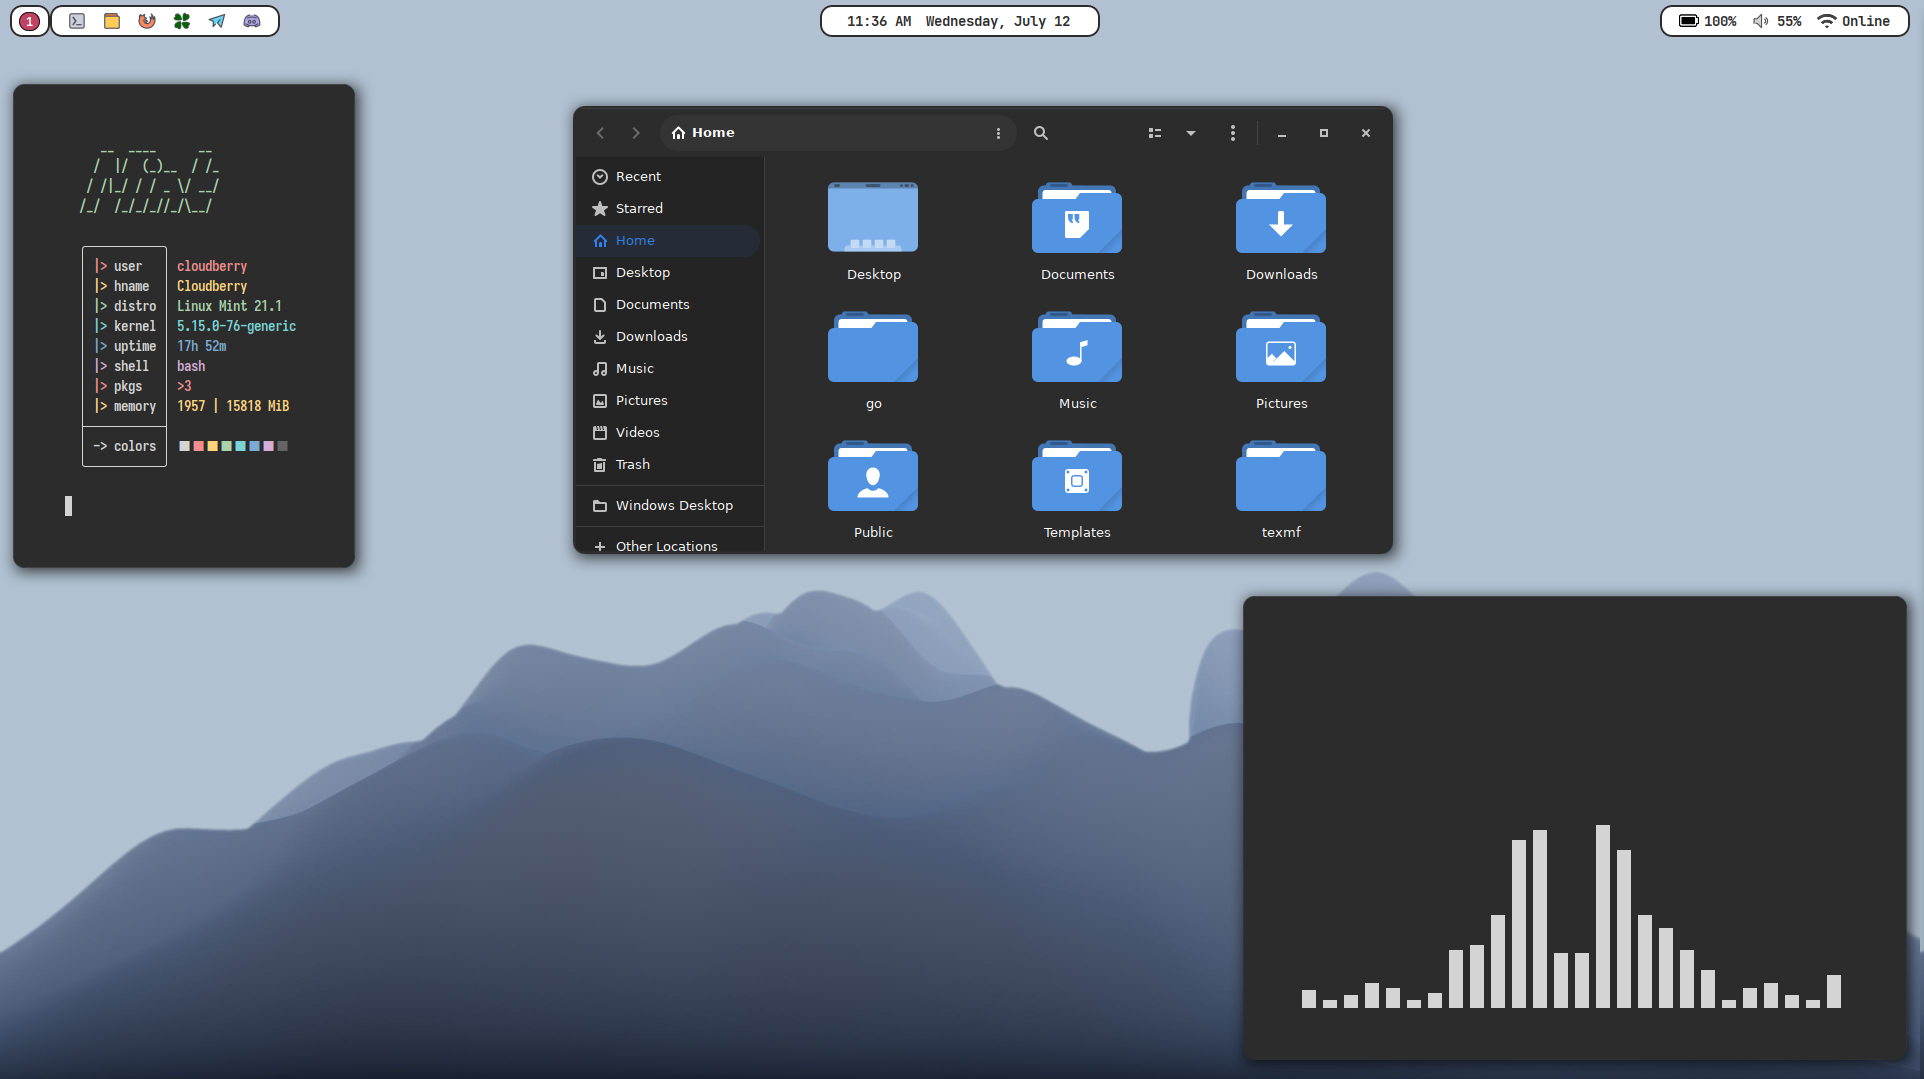 1
11:36 AM Wednesday, July 12
100% 55% Online
|> user cloudberry
|> hname Cloudberry
|> distro Linux Mint 21.1
|> kernel 5.15.0-76-generic
|> uptime 17h 52m
|> shell bash
|> pkgs >3
|> memory 1957 | 15818 MiB
-> colors
Home
Recent
Starred
Home
Desktop
Documents
Downloads
Music
Pictures
Videos
Trash
Windows Desktop
Other Locations
Desktop Documents Downloads
go Music Pictures
Public Templates texmf